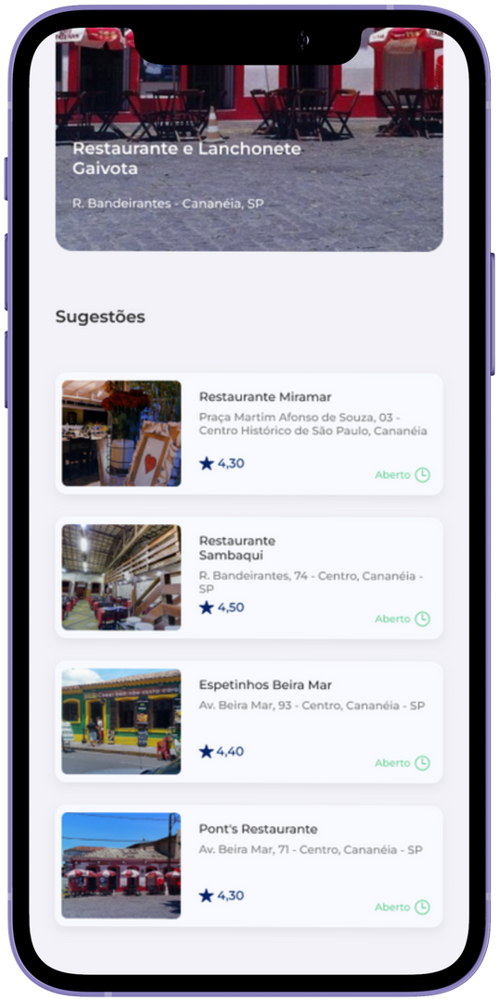 Restaurante e Lanchonete
Gaivota
R. Bandeirantes - Cananéia, SP
Sugestões
Restaurante Miramar
Praça Martim Afonso de Souza, 03 -
Centro Histórico de São Paulo, Cananéia
4,30
Aberto
Restaurante
Sambaqui
R. Bandeirantes, 74 - Centro, Cananéia -
SP
4,50
Aberto
Espetinhos Beira Mar
Av. Beira Mar, 93 - Centro, Cananéia - SP
4,40
Aberto
Pont's Restaurante
Av. Beira Mar, 71 - Centro, Cananéia - SP
4,30
Aberto